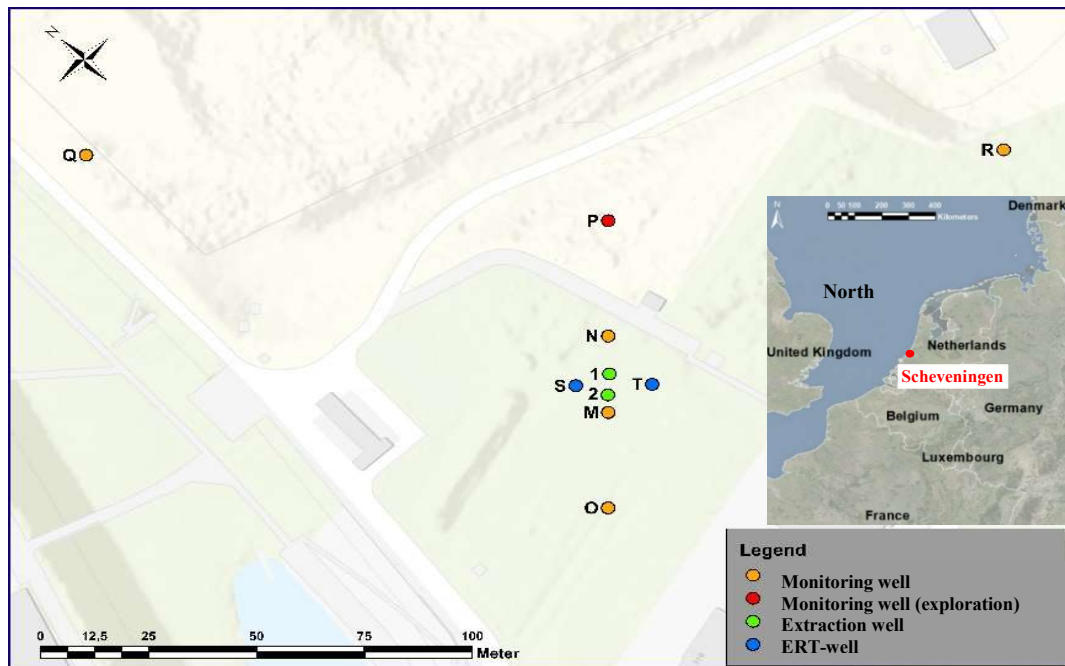 N
Q
R
P
N
1
S
T
2
M
O
0 12,5 25 50 75 100
Meter
N
0 50 100 200 300 400
Kilometers
Denmark
North
Netherlands
United Kingdom
Scheveningen
Belgium
Germany
Luxembourg
France
Legend
Monitoring well
Monitoring well (exploration)
Extraction well
ERT-well